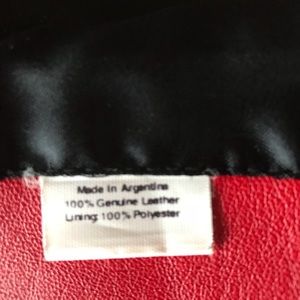 Made In Argentina
100% Genuine Leather
Lining: 100% Polyester